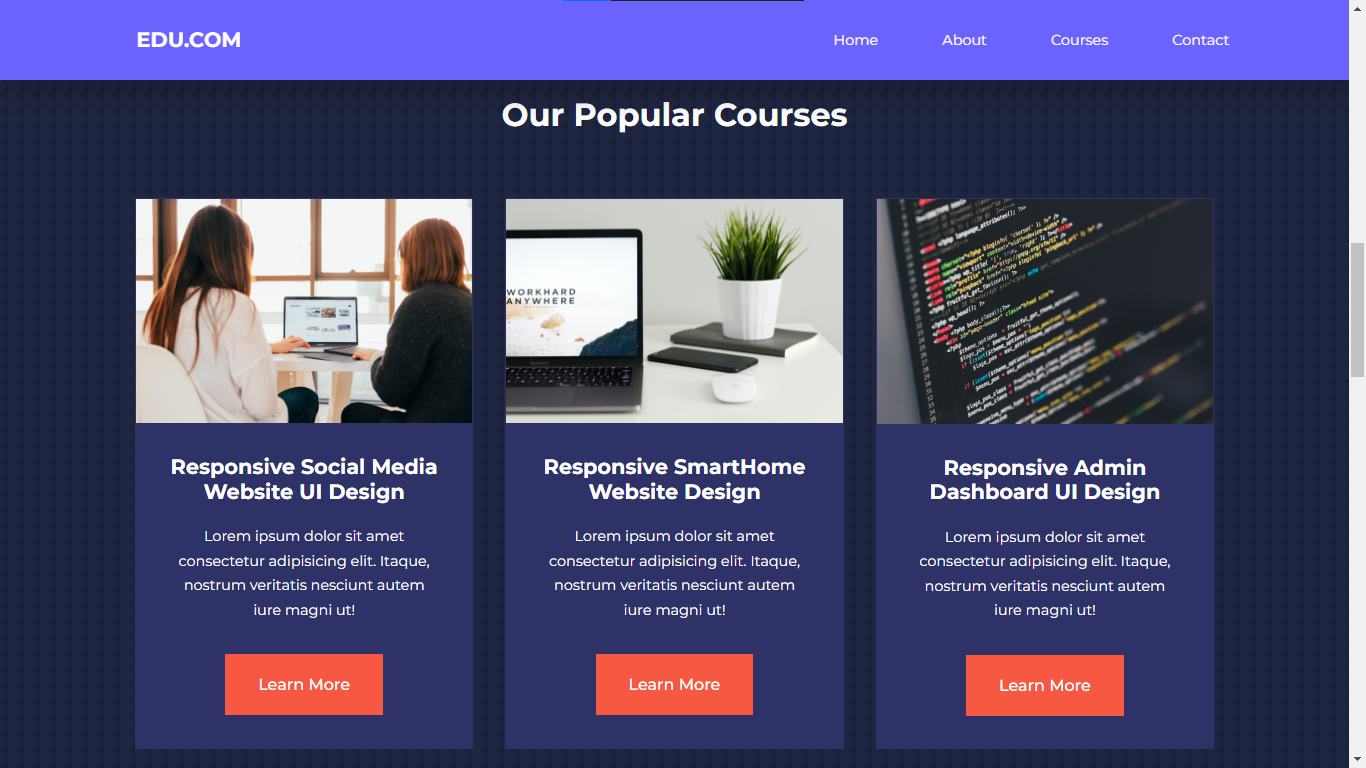 EDU.COM
Home
About
Courses
Contact
Our Popular Courses
WORKHARD
ANYWHERE
Responsive Social Media
Website UI Design
Lorem ipsum dolor sit amet
consectetur adipisicing elit. Itaque,
nostrum veritatis nesciunt autem
iure magni ut!
Learn More
Responsive SmartHome
Website Design
Lorem ipsum dolor sit amet
consectetur adipisicing elit. Itaque,
nostrum veritatis nesciunt autem
iure magni ut!
Learn More
Responsive Admin
Dashboard UI Design
Lorem ipsum dolor sit amet
consectetur adipisicing elit. Itaque,
nostrum veritatis nesciunt autem
iure magni ut!
Learn More